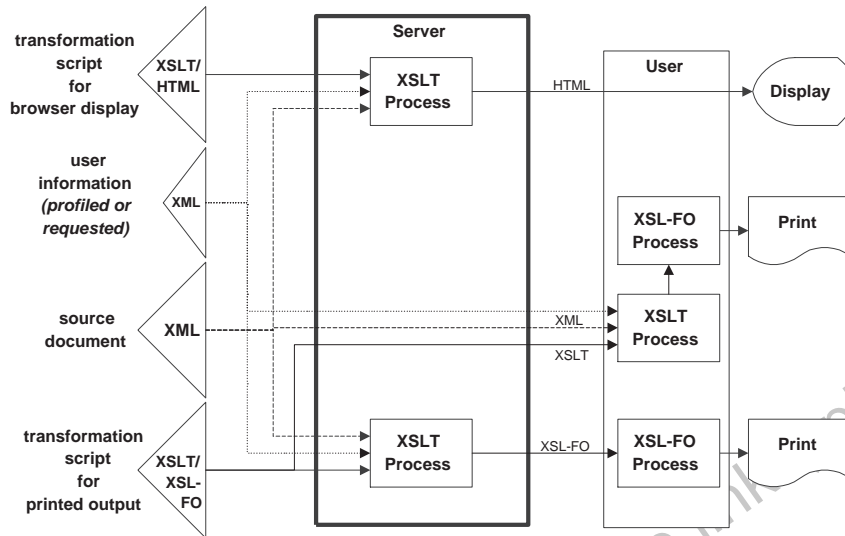 transformation
script
for
browser display
XSLT/
HTML
user
information
(profiled or
requested)
XML
source
document
XML
transformation
script
for
printed output
XSLT/
XSL-
FO
Server
XSLT
Process
XSLT
Process
HTML
XML
XSLT
XSL-FO
User
XSL-FO
Process
XSLT
Process
XSL-FO
Process
Display
Print
Print